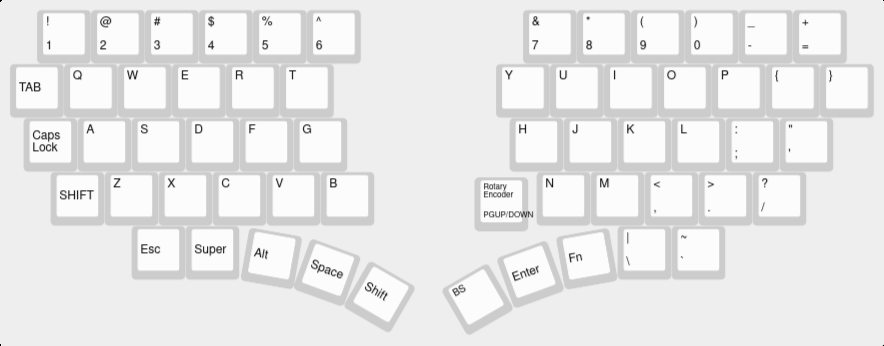 ! @ # $ % ^ & * ( ) _ +
1 2 3 4 5 6 7 8 9 0 - =
TAB Q W E R T Y U I O P { }
Caps
Lock A S D F G H J K L : "
; '
SHIFT Z X C V B Rotary
Encoder
PGUP/DOWN N M < > ?
, . /
Esc Super Alt Space Shift BS Enter Fn | ~
\ `